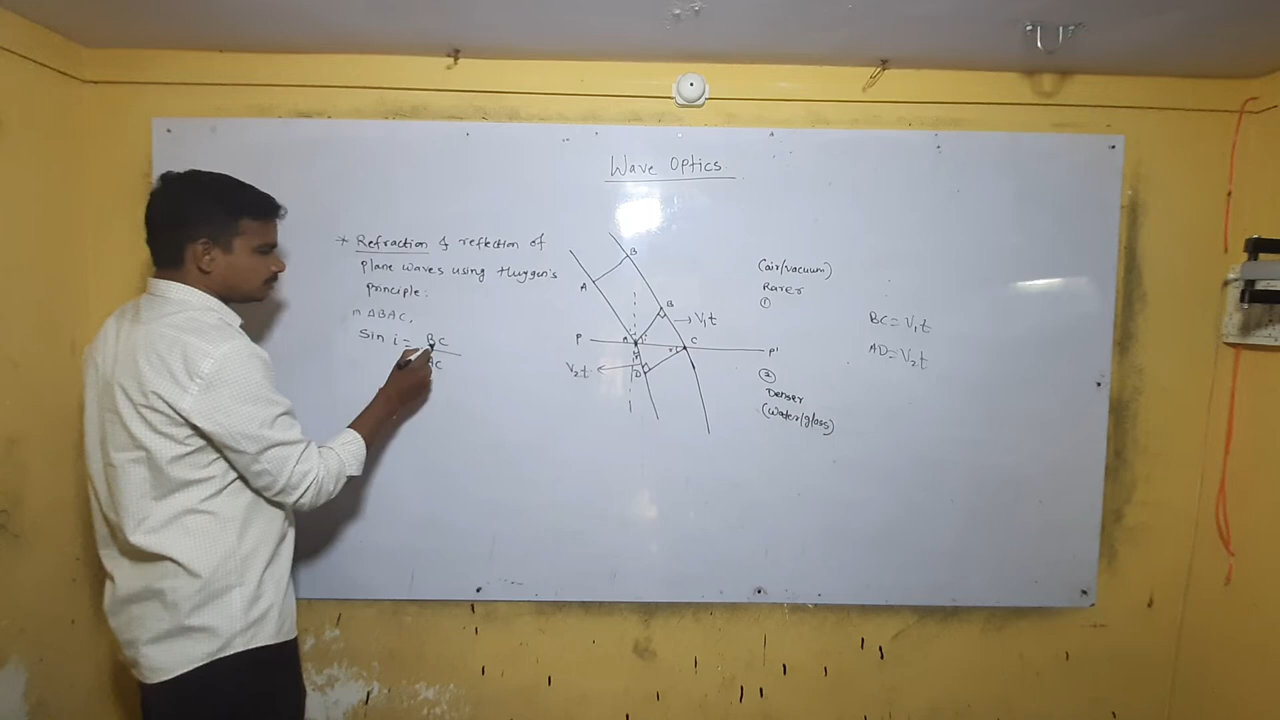 Wave Optics
* Refraction & reflection of
plane waves using Huygen's
principle:
n ΔBAC,
Sin i = BC
AC
B
A
B
→V₁t
P
A
i
C
P'
r
V₂t
D
(air/vacuum)
Rarer
①
②
Denser
(water/glass)
BC = V₁t
AD = V₂t